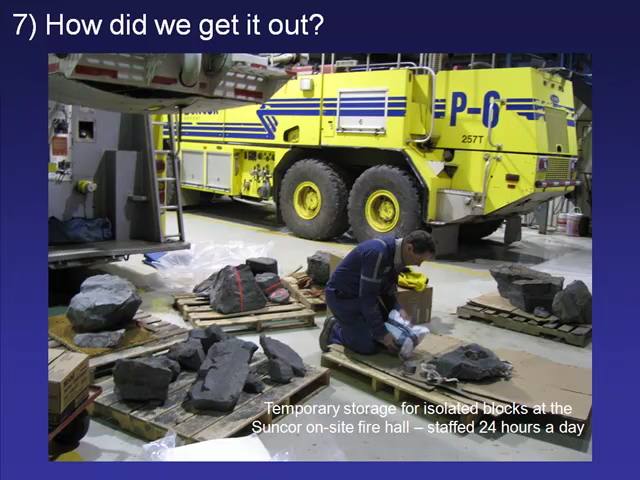 7) How did we get it out?
P-6
257T
6
Temporary storage for isolated blocks at the
Suncor on-site fire hall – staffed 24 hours a day